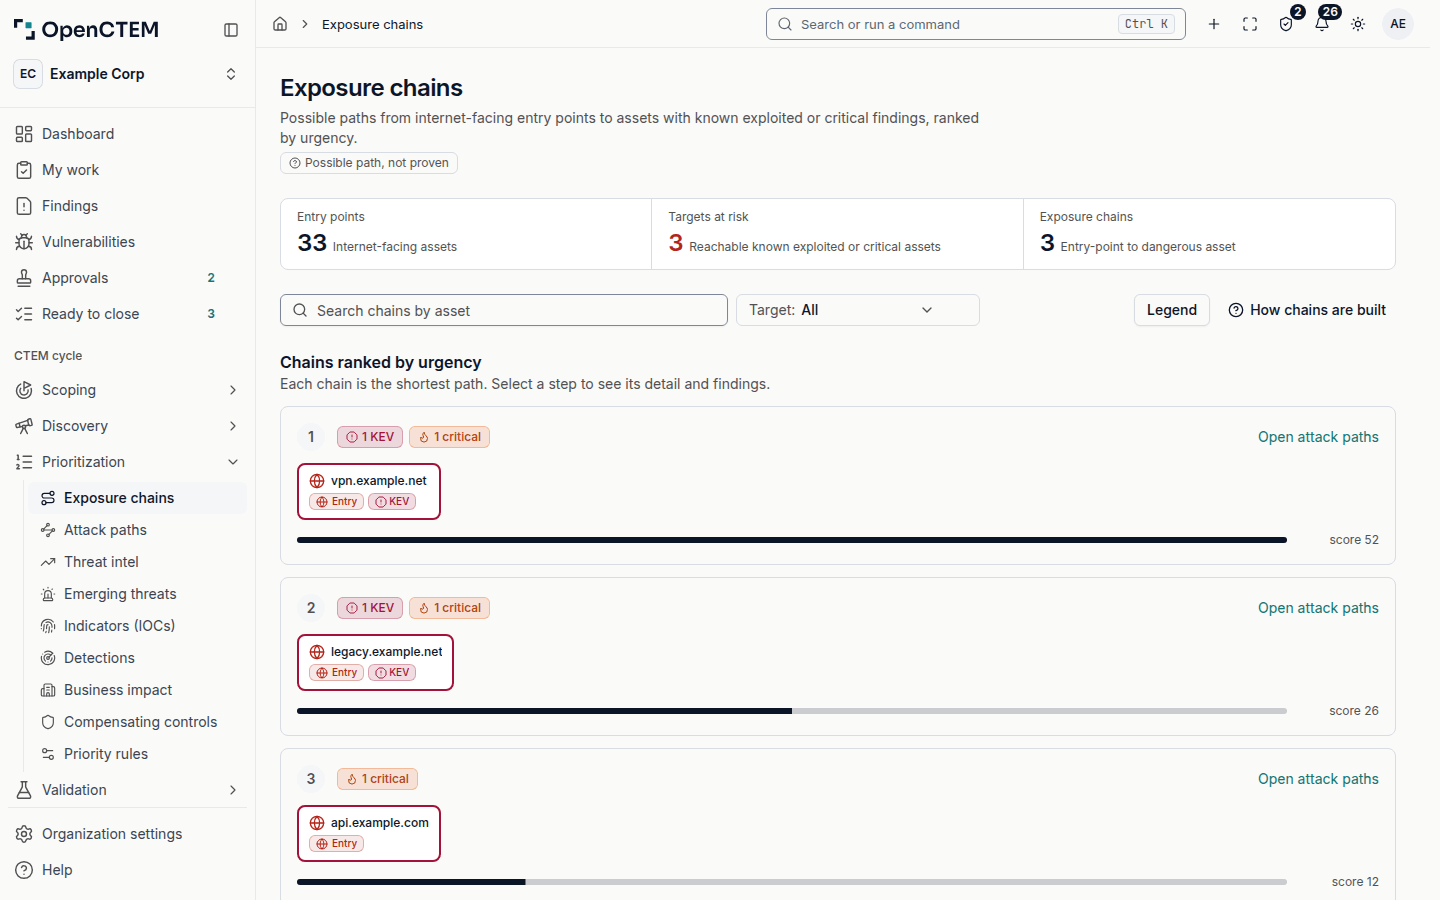 OpenCTEM
EC Example Corp
Dashboard
My work
Findings
Vulnerabilities
Approvals 2
Ready to close 3
CTEM cycle
Scoping
Discovery
Prioritization
Exposure chains
Attack paths
Threat intel
Emerging threats
Indicators (IOCs)
Detections
Business impact
Compensating controls
Priority rules
Validation
Organization settings
Help
Exposure chains
Search or run a command Ctrl K
2
26
AE
Exposure chains
Possible paths from internet-facing entry points to assets with known exploited or critical findings, ranked
by urgency.
Possible path, not proven
Entry points
33 Internet-facing assets
Targets at risk
3 Reachable known exploited or critical assets
Exposure chains
3 Entry-point to dangerous asset
Search chains by asset
Target: All
Legend
How chains are built
Chains ranked by urgency
Each chain is the shortest path. Select a step to see its detail and findings.
1 1 KEV 1 critical Open attack paths
vpn.example.net
Entry KEV
score 52
2 1 KEV 1 critical Open attack paths
legacy.example.net
Entry KEV
score 26
3 1 critical Open attack paths
api.example.com
Entry
score 12